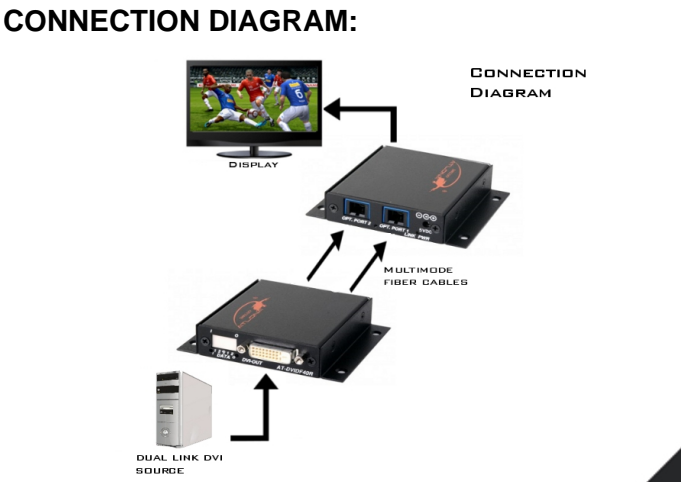 CONNECTION DIAGRAM:
CONNECTION
DIAGRAM
DISPLAY
OPT. PORT 2
OPT. PORT 1
LINK PWR
5VDC
MULTIMODE
FIBER CABLES
DATA
DVI-OUT
AT-DVIDF40R
DUAL LINK DVI
SOURCE